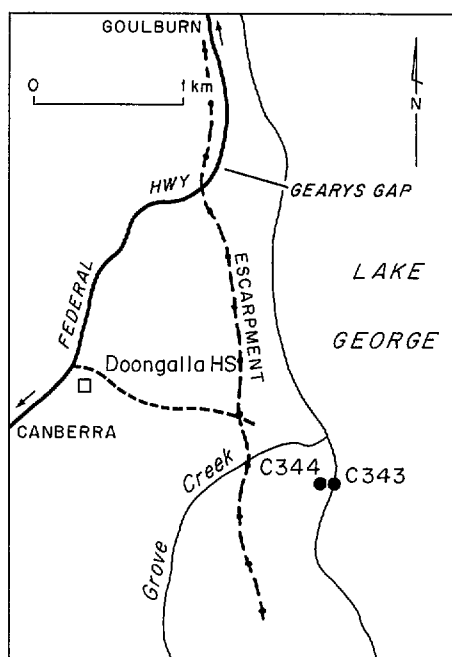 GOULBURN
0 1 km
N
HWY
GEARYS GAP
FEDERAL
ESCARPMENT
LAKE
GEORGE
Doongalla HS
CANBERRA
Creek
C344
C343
Grove